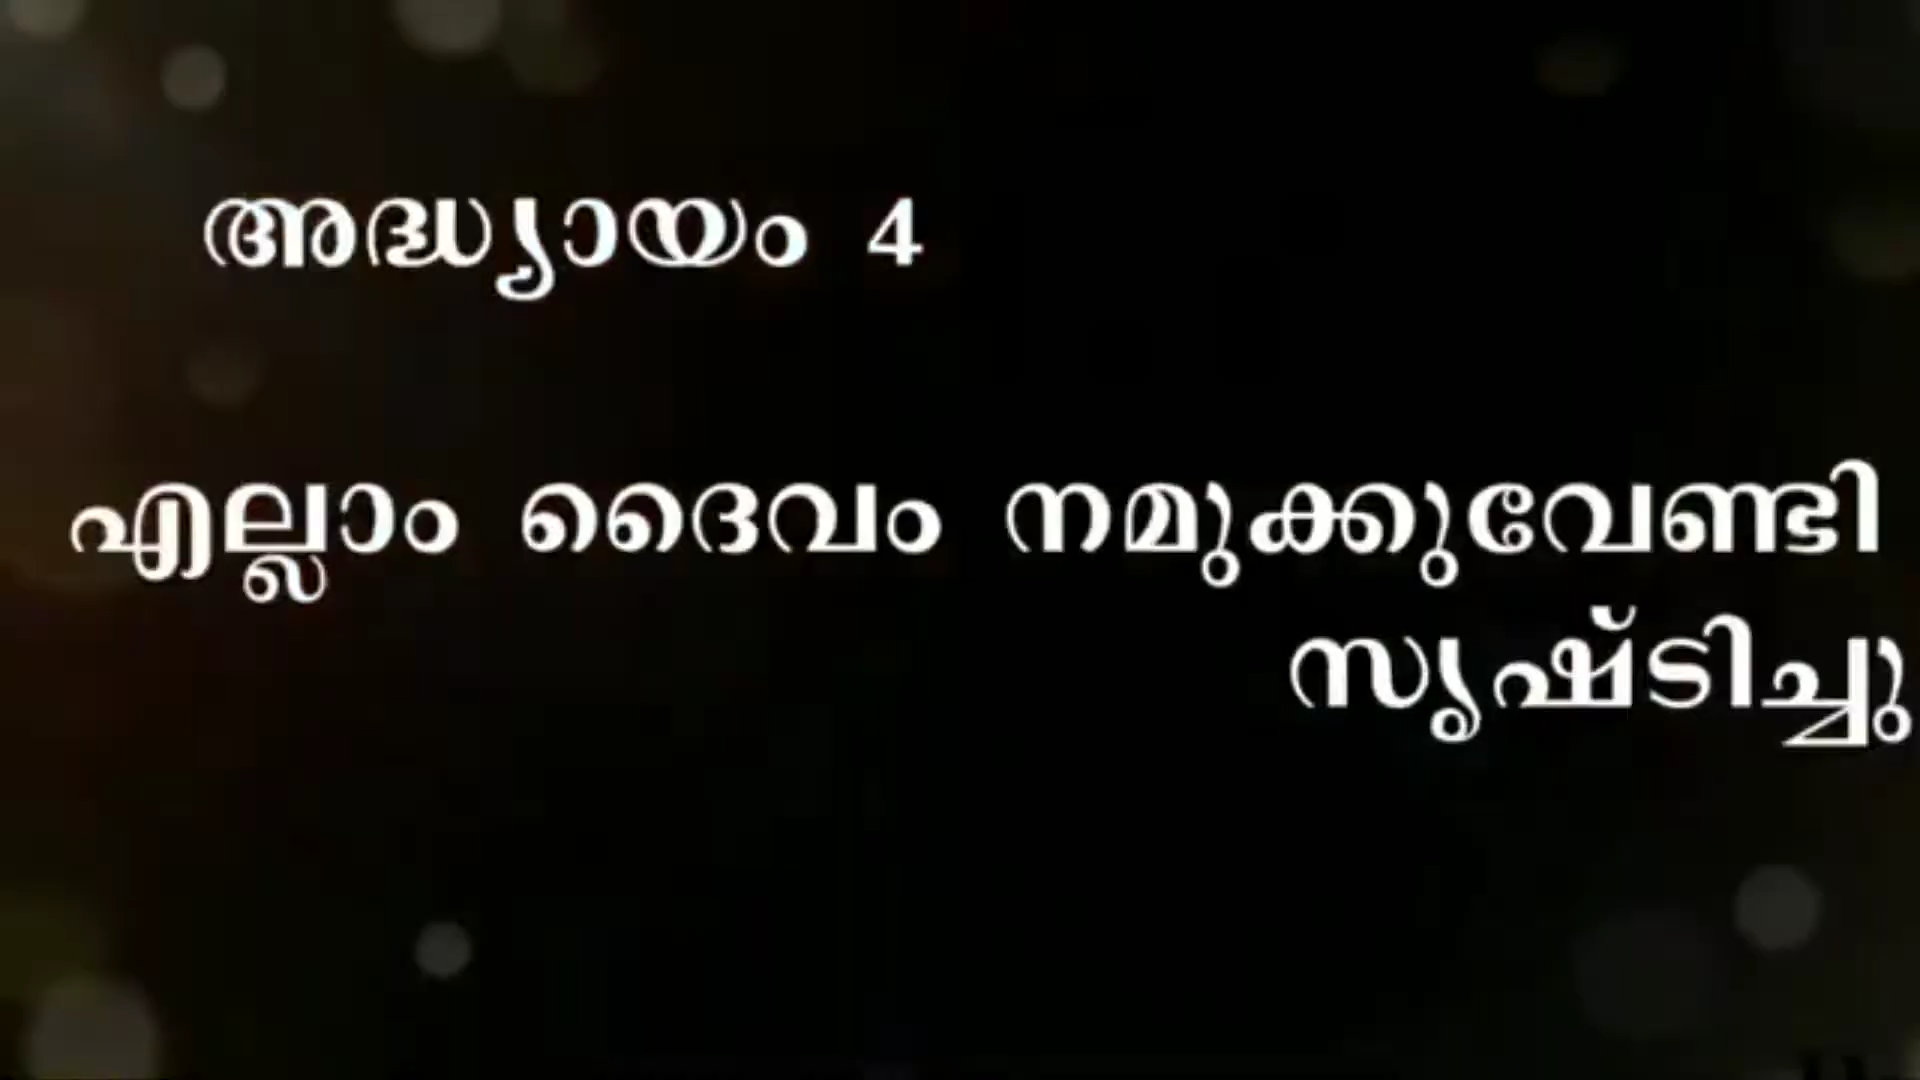 അദ്ധ്യായം 4
എല്ലാം ദൈവം നമുക്കുവേണ്ടി
സൃഷ്ടിച്ചു